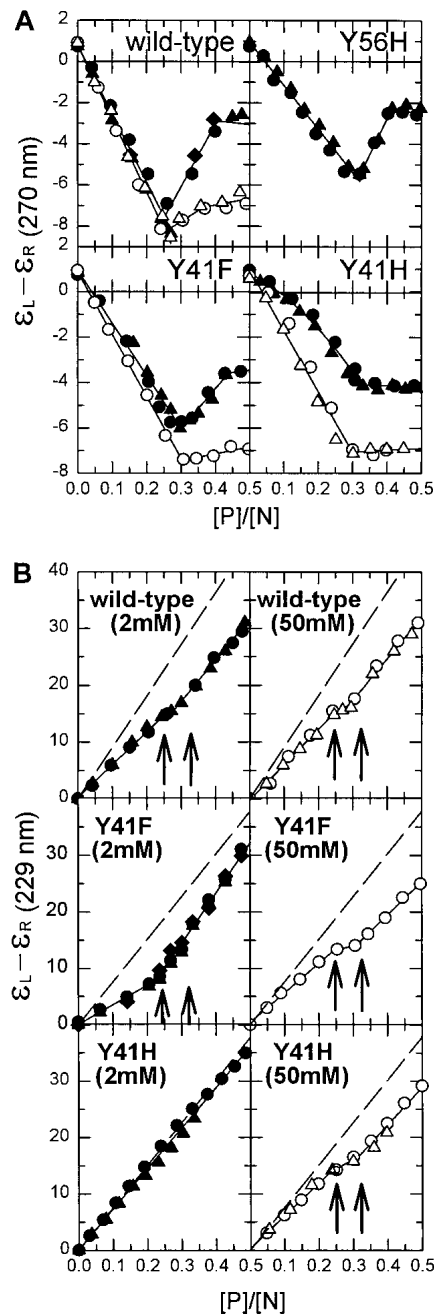 A
wild-type
Y56H
2
0
-2
-4
-6
-8
2
Y41F
Y41H
0
-2
-4
-6
-8
εL – εR (270 nm)
0.0 0.1 0.2 0.3 0.4 0.5 0.1 0.2 0.3 0.4 0.5
[P]/[N]
[P]/[N]
B
40
30
20
10
0
wild-type
(2mM)
wild-type
(50mM)
30
20
10
0
Y41F
(2mM)
Y41F
(50mM)
εL – εR (229 nm)
30
20
10
0
Y41H
(2mM)
Y41H
(50mM)
0.0 0.1 0.2 0.3 0.4 0.5 0.1 0.2 0.3 0.4 0.5
[P]/[N]
[P]/[N]